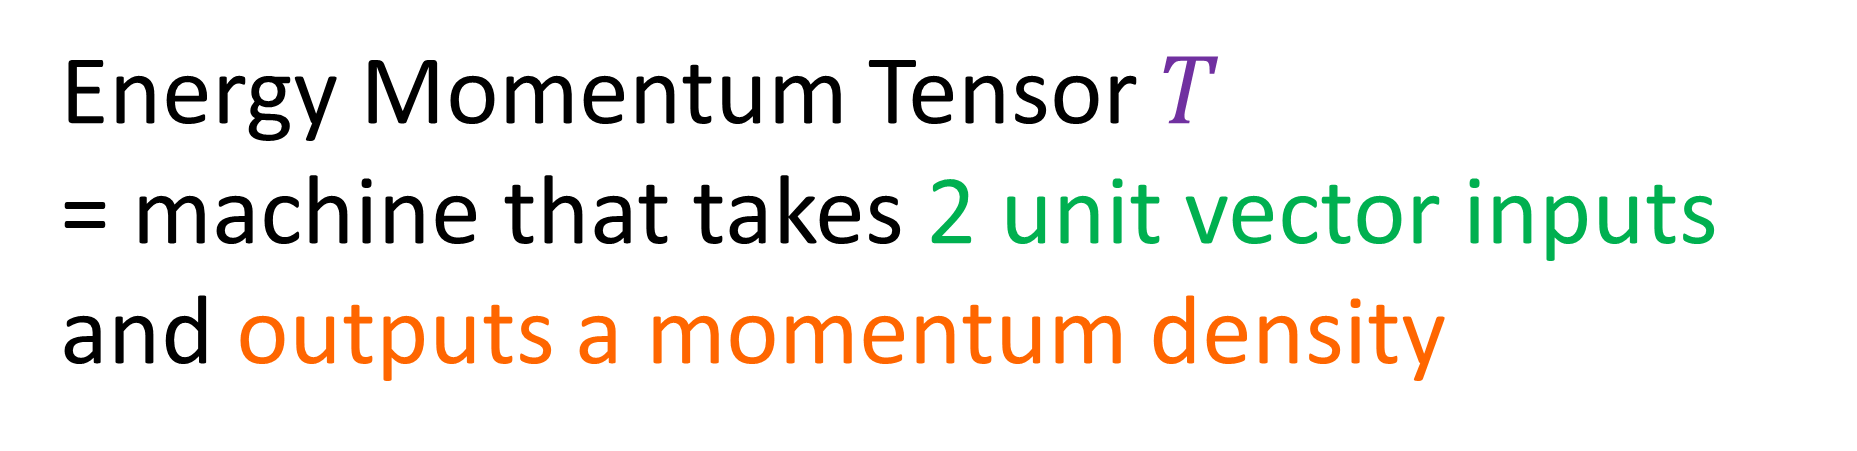 Energy Momentum Tensor T
= machine that takes 2 unit vector inputs
and outputs a momentum density